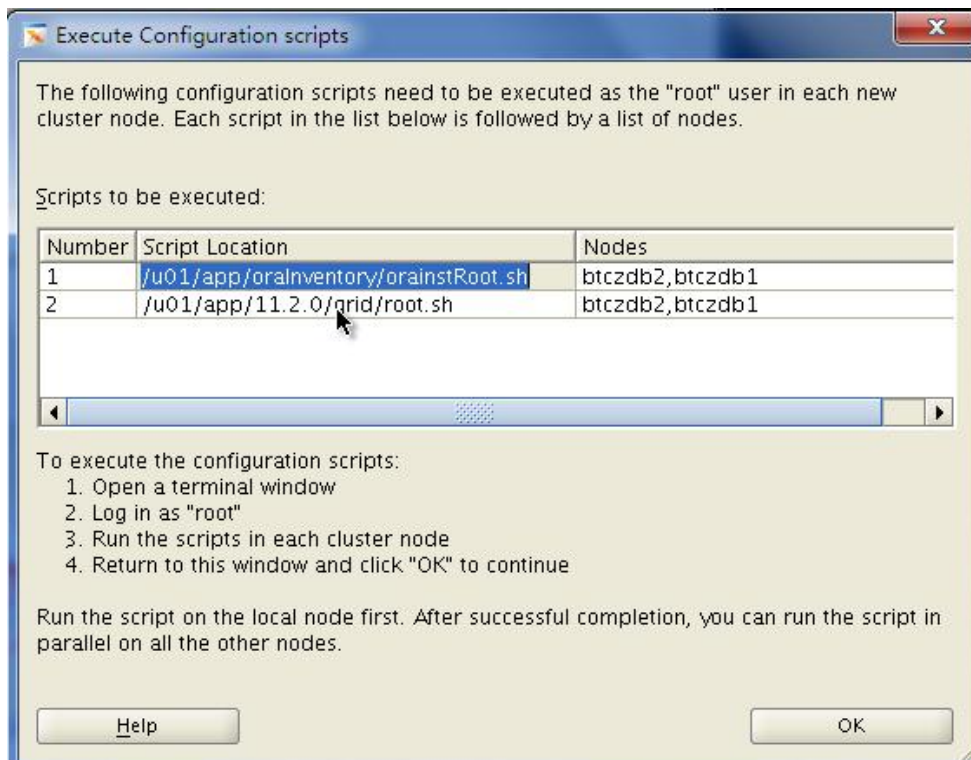 Execute Configuration scripts
The following configuration scripts need to be executed as the "root" user in each new
cluster node. Each script in the list below is followed by a list of nodes.
Scripts to be executed:
Number Script Location Nodes
1 /u01/app/oraInventory/orainstRoot.sh btczdb2,btczdb1
2 /u01/app/11.2.0/grid/root.sh btczdb2,btczdb1
To execute the configuration scripts:
1. Open a terminal window
2. Log in as "root"
3. Run the scripts in each cluster node
4. Return to this window and click "OK" to continue
Run the script on the local node first. After successful completion, you can run the script in
parallel on all the other nodes.
Help OK